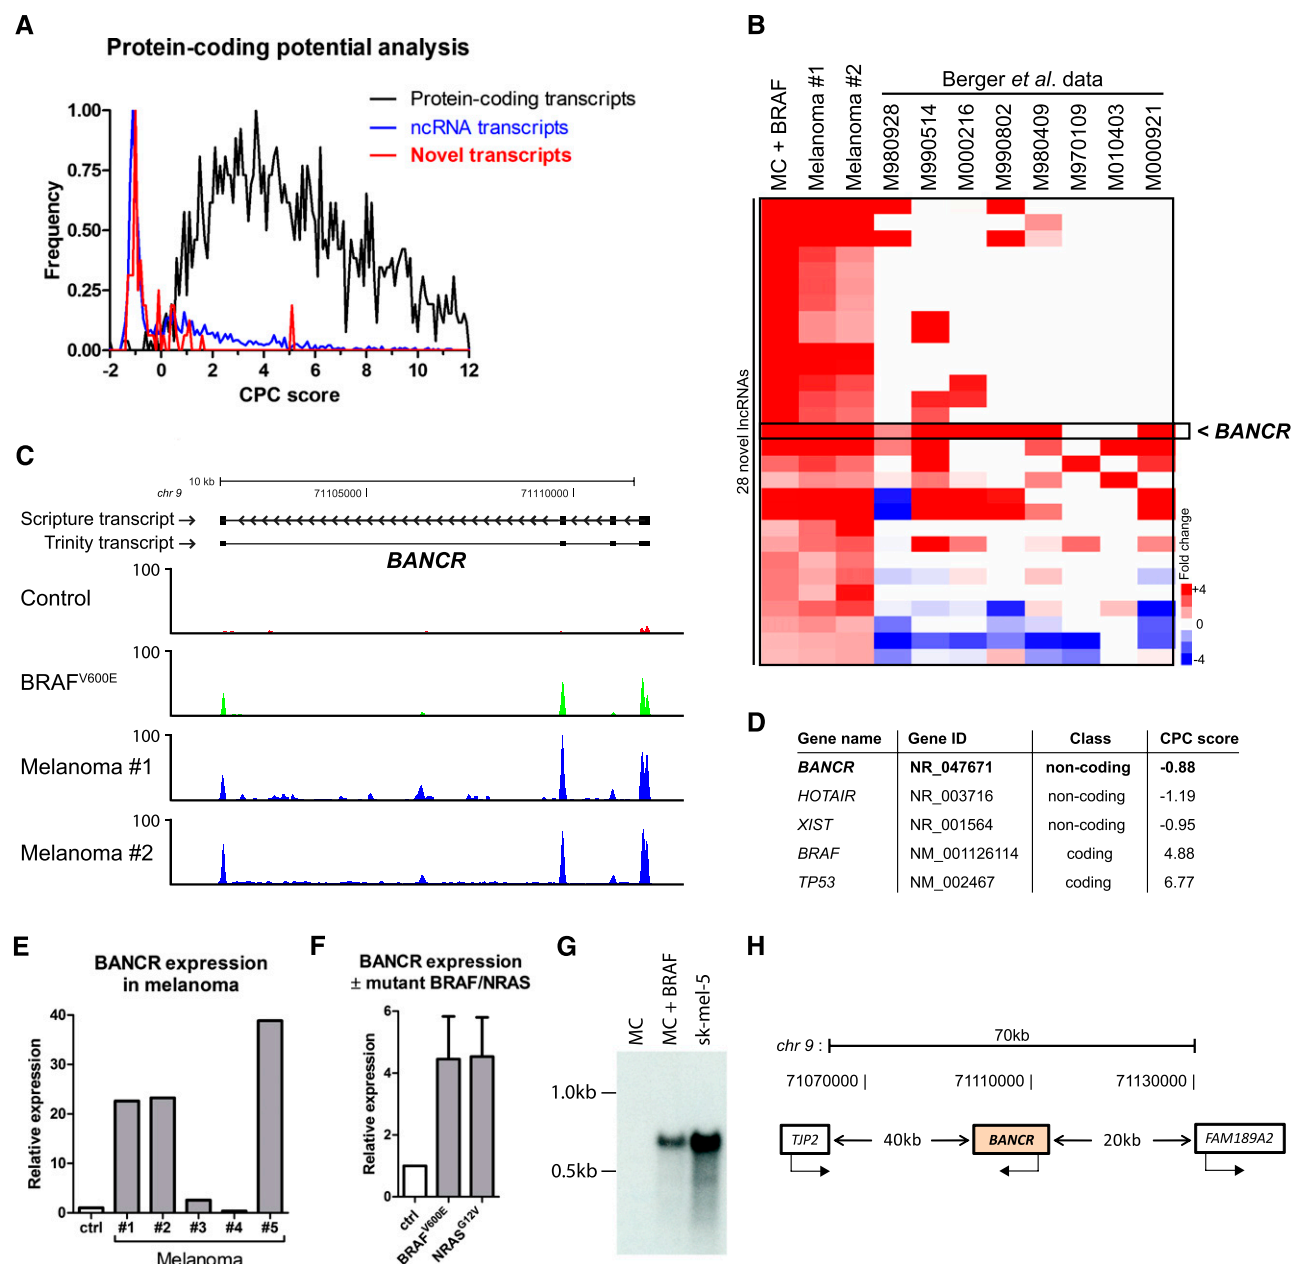 A
Protein-coding potential analysis
Protein-coding transcripts
ncRNA transcripts
Novel transcripts
Frequency
1.00
0.75
0.50
0.25
0.00
-2 0 2 4 6 8 10 12
CPC score
B
MC + BRAF
Melanoma #1
Melanoma #2
Berger et al. data
M980928
M990514
M000216
M990802
M980409
M970109
M010403
M000921
28 novel lncRNAs
< BANCR
Fold change
+4
0
-4
C
10 kb
chr 9
71105000
71110000
Scripture transcript →
Trinity transcript →
BANCR
100
Control
100
BRAFV600E
100
Melanoma #1
100
Melanoma #2
D
Gene name Gene ID Class CPC score
BANCR NR_047671 non-coding -0.88
HOTAIR NR_003716 non-coding -1.19
XIST NR_001564 non-coding -0.95
BRAF NM_001126114 coding 4.88
TP53 NM_002467 coding 6.77
E
BANCR expression
in melanoma
Relative expression
40
30
20
10
0
ctrl #1 #2 #3 #4 #5
Melanoma
F
BANCR expression
± mutant BRAF/NRAS
Relative expression
6
4
2
0
ctrl
BRAFV600E
NRASG12V
G
MC
MC + BRAF
sk-mel-5
1.0kb
0.5kb
H
chr 9 :
70kb
71070000
71110000
71130000
TJP2
40kb
BANCR
20kb
FAM189A2